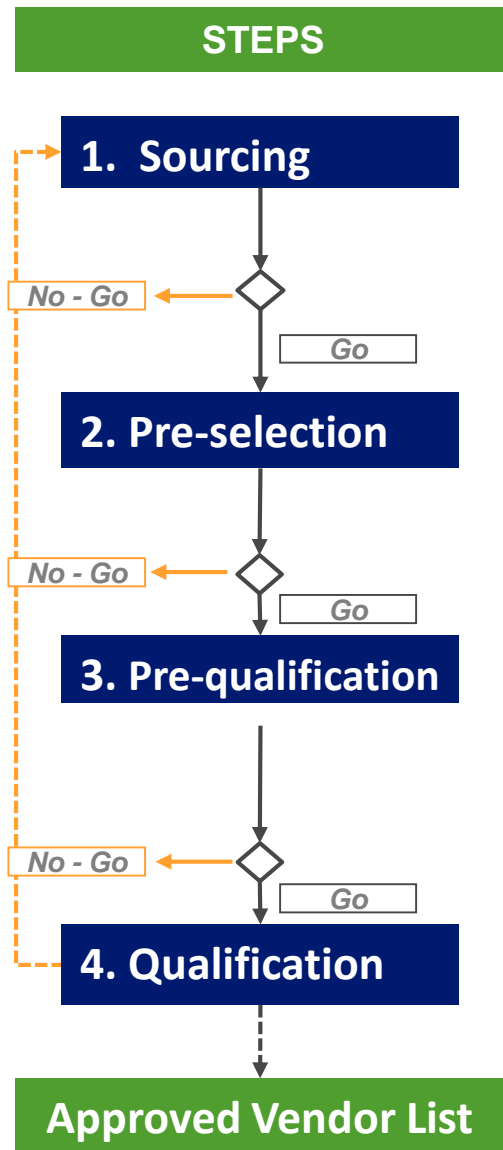 STEPS
1. Sourcing
No - Go
Go
2. Pre-selection
No - Go
Go
3. Pre-qualification
No - Go
Go
4. Qualification
Approved Vendor List